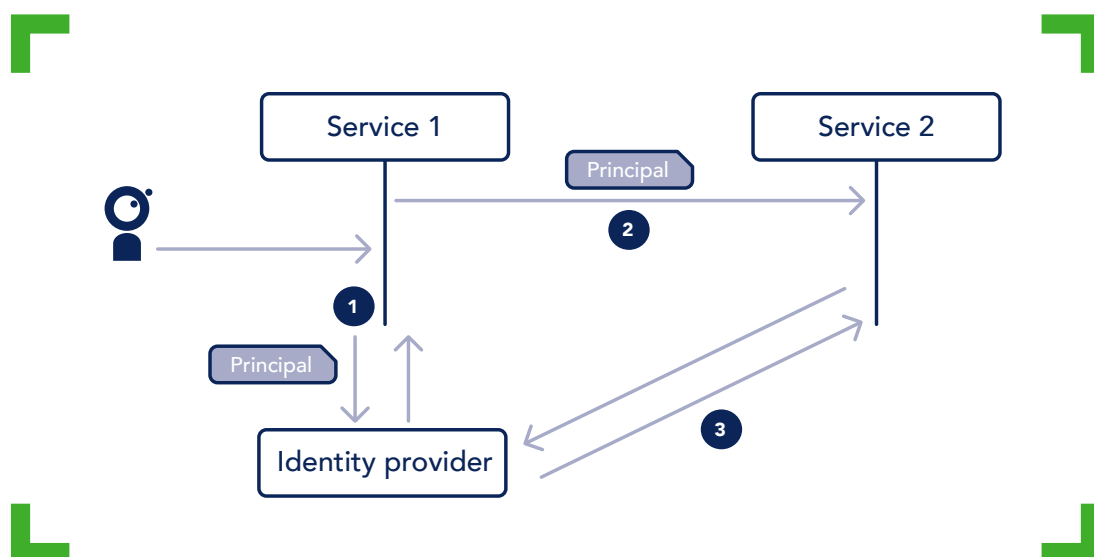 Service 1
Service 2
Principal
2
1
Principal
3
Identity provider